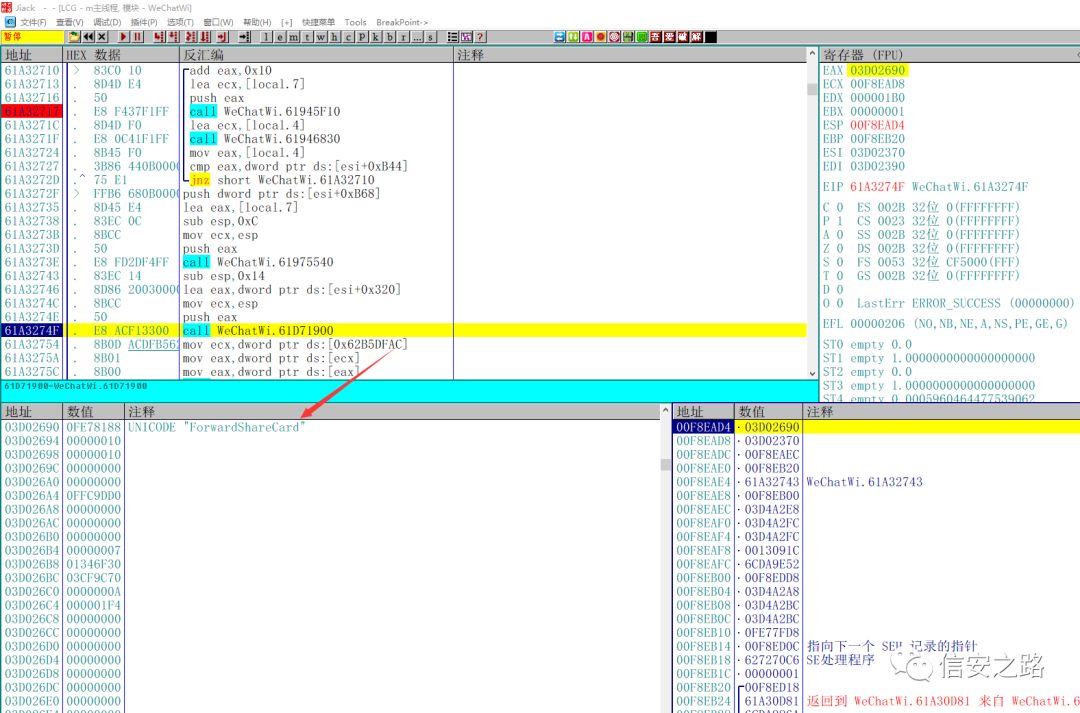 Jiack - - [LCG - m主线程, 模块 - WeChatWi]
文件(F) 查看(V) 调试(D) 插件(P) 选项(T) 窗口(W) 帮助(H) [+] 快捷菜单 Tools BreakPoint->
暂停 l e m t w h c P k b r ... s ?
地址 HEX 数据 反汇编 注释
61A32710 > 83C0 10 add eax,0x10
61A32713 . 8D4D E4 lea ecx,[local.7]
61A32716 . 50 push eax
61A32717 . E8 F437F1FF call WeChatWi.61945F10
61A3271C . 8D4D F0 lea ecx,[local.4]
61A3271F . E8 0C41F1FF call WeChatWi.61946830
61A32724 . 8B45 F0 mov eax,[local.4]
61A32727 . 3B86 440B0000 cmp eax,dword ptr ds:[esi+0xB44]
61A3272D .^ 75 E1 jnz short WeChatWi.61A32710
61A3272F > FFB6 680B0000 push dword ptr ds:[esi+0xB68]
61A32735 . 8D45 E4 lea eax,[local.7]
61A32738 . 83EC 0C sub esp,0xC
61A3273B . 8BCC mov ecx,esp
61A3273D . 50 push eax
61A3273E . E8 FD2DF4FF call WeChatWi.61975540
61A32743 . 83EC 14 sub esp,0x14
61A32746 . 8D86 20030000 lea eax,dword ptr ds:[esi+0x320]
61A3274C . 8BCC mov ecx,esp
61A3274E . 50 push eax
61A3274F . E8 ACF13300 call WeChatWi.61D71900
61A32754 . 8B0D ACDFB562 mov ecx,dword ptr ds:[0x62B5DFAC]
61A3275A . 8B01 mov eax,dword ptr ds:[ecx]
61A3275C . 8B00 mov eax,dword ptr ds:[eax]
61D71900=WeChatWi.61D71900
寄存器 (FPU)
EAX 03D02690
ECX 00F8EAD8
EDX 000001B0
EBX 00000001
ESP 00F8EAD4
EBP 00F8EB20
ESI 03D02370
EDI 03D02390
EIP 61A3274F WeChatWi.61A3274F
C 0 ES 002B 32位 0(FFFFFFFF)
P 1 CS 0023 32位 0(FFFFFFFF)
A 0 SS 002B 32位 0(FFFFFFFF)
Z 0 DS 002B 32位 0(FFFFFFFF)
S 0 FS 0053 32位 CF5000(FFF)
T 0 GS 002B 32位 0(FFFFFFFF)
D 0
O 0 LastErr ERROR_SUCCESS (00000000)
EFL 00000206 (NO,NB,NE,A,NS,PE,GE,G)
ST0 empty 0.0
ST1 empty 1.0000000000000000000
ST2 empty 0.0
ST3 empty 1.0000000000000000000
ST4 empty 0.0005960464477539062
地址 数值 注释
03D02690 0FE78188 UNICODE "ForwardShareCard"
03D02694 00000010
03D02698 00000010
03D0269C 00000000
03D026A0 00000000
03D026A4 0FFC9DD0
03D026A8 00000000
03D026AC 00000000
03D026B0 00000000
03D026B4 00000007
03D026B8 01346F30
03D026BC 03CF9C70
03D026C0 0000000A
03D026C4 000001F4
03D026C8 00000000
03D026CC 00000000
03D026D0 00000000
03D026D4 00000000
03D026D8 00000000
03D026DC 00000000
03D026E0 00000000
地址 数值 注释
00F8EAD4 03D02690
00F8EAD8 03D02370
00F8EADC 00F8EAEC
00F8EAE0 00F8EB20
00F8EAE4 61A32743 WeChatWi.61A32743
00F8EAE8 00F8EB00
00F8EAEC 03D4A2E8
00F8EAF0 03D4A2FC
00F8EAF4 03D4A2FC
00F8EAF8 0013091C
00F8EAFC 6CDA9E52
00F8EB00 00F8EDD8
00F8EB04 03D4A2A8
00F8EB08 03D4A2BC
00F8EB0C 03D4A2BC
00F8EB10 0FE77FD8
00F8EB14 00F8ED0C 指向下一个 SEH 记录的指针
00F8EB18 627270C6 SE处理程序
00F8EB1C 00000001
00F8EB20 00F8ED18
00F8EB24 61A30D81 返回到 WeChatWi.61A30D81 来自 WeChatWi.6
信安之路